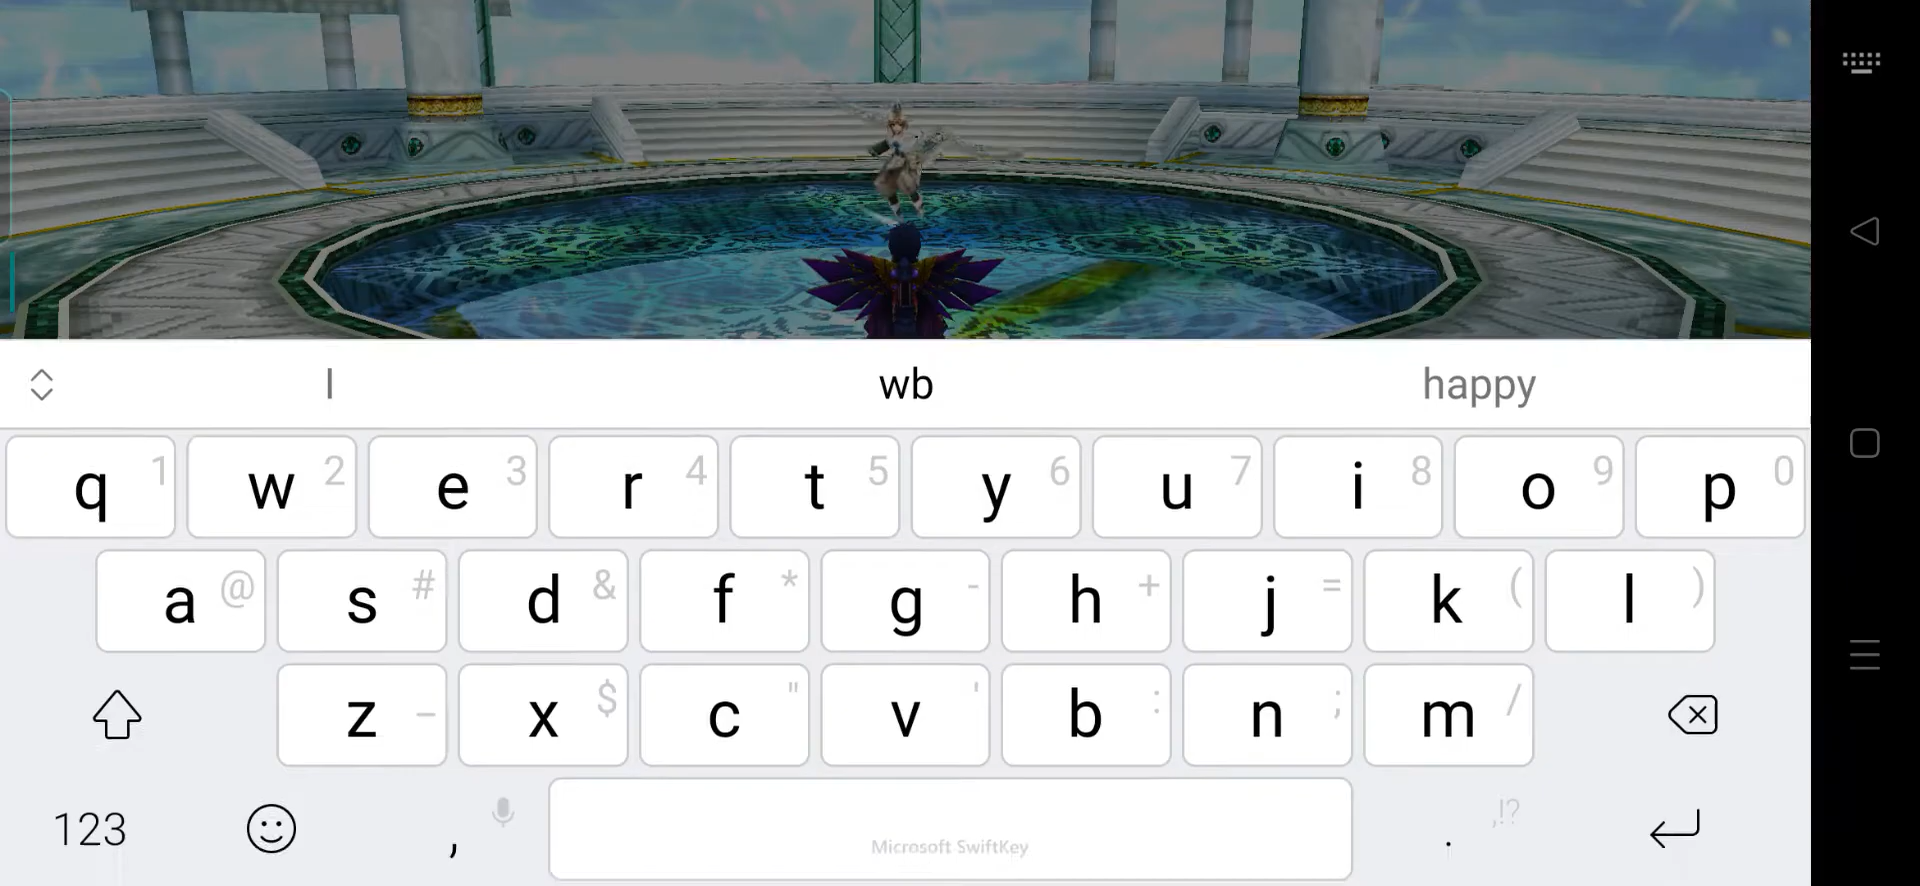 I wb happy
q 1 w 2 e 3 r 4 t 5 y 6 u 7 i 8 o 9 p 0
a @ s # d & f * g - h + j = k ( l )
z _ x $ c " v ' b : n ; m /
123 , Microsoft SwiftKey . ,!?